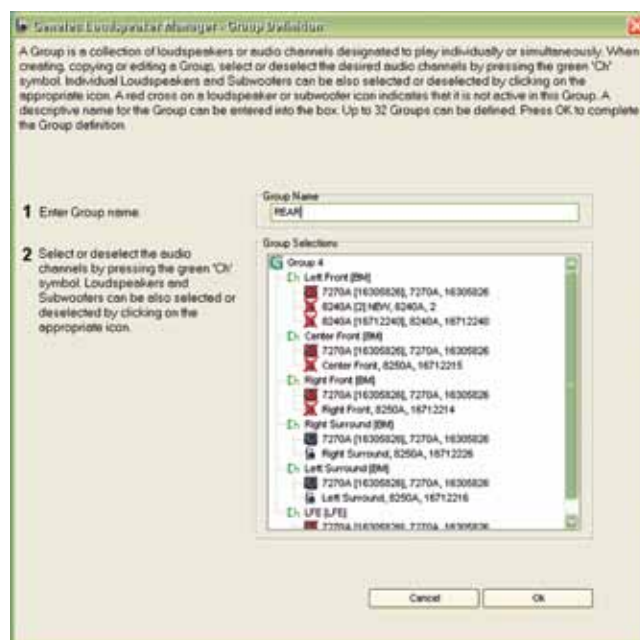 Genelec Loudspeaker Manager - Group Definition
A Group is a collection of loudspeakers or audio channels designated to play individually or simultaneously. When
creating, copying or editing a Group, select or deselect the desired audio channels by pressing the green 'Ch'
symbol. Individual Loudspeakers and Subwoofers can be also selected or deselected by clicking on the
appropriate icon. A red cross on a loudspeaker or subwoofer icon indicates that it is not active in this Group. A
descriptive name for the Group can be entered into the box. Up to 32 Groups can be defined. Press OK to complete
the Group definition.
Group Name
1 Enter Group name.
REAR
Group Selections
2 Select or deselect the audio
channels by pressing the green 'Ch'
symbol. Loudspeakers and
Subwoofers can be also selected or
deselected by clicking on the
appropriate icon.
G Group 4
Ch Left Front [BM]
7270A [16305826], 7270A, 16305826
8240A [2] NEW, 8240A, 2
8240A [16712240], 8240A, 16712240
Ch Center Front [BM]
7270A [16305826], 7270A, 16305826
Center Front, 8250A, 16712215
Ch Right Front [BM]
7270A [16305826], 7270A, 16305826
Right Front, 8250A, 16712214
Ch Right Surround [BM]
7270A [16305826], 7270A, 16305826
Right Surround, 8250A, 16712226
Ch Left Surround [BM]
7270A [16305826], 7270A, 16305826
Left Surround, 8250A, 16712216
Ch LFE [LFE]
7270A [16305826], 7270A, 16305826
Cancel
Ok